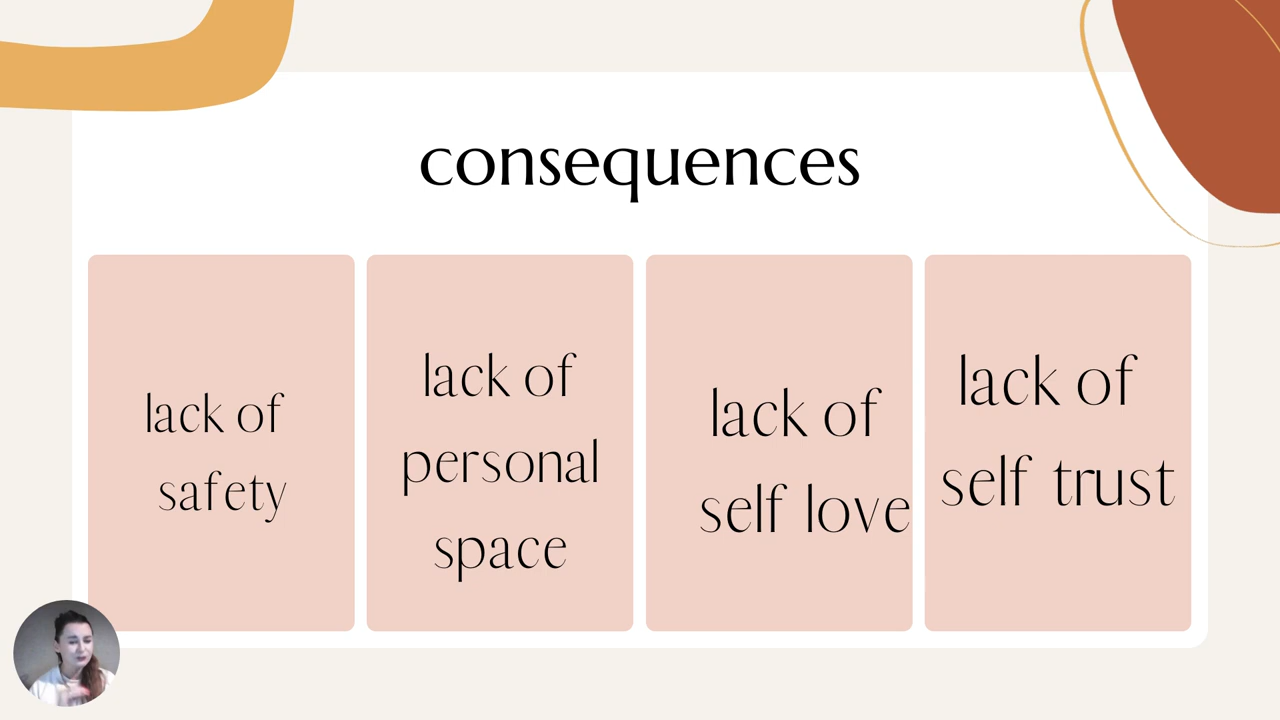 consequences
lack of
safety
lack of
personal
space
lack of
self love
lack of
self trust